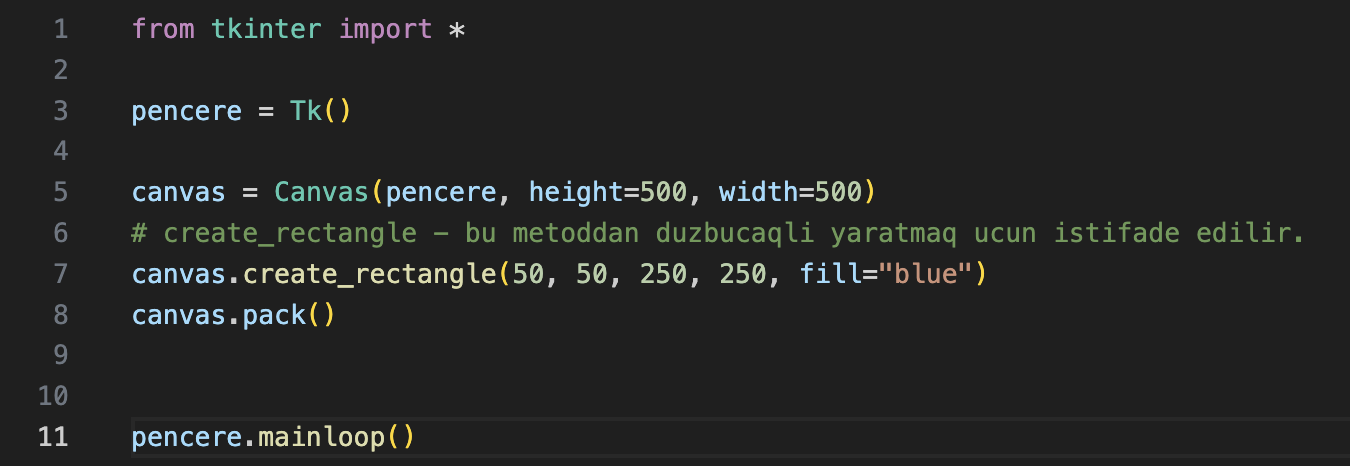 1 from tkinter import *
2
3 pencere = Tk()
4
5 canvas = Canvas(pencere, height=500, width=500)
6 # create_rectangle - bu metoddan duzbucaqli yaratmaq ucun istifade edilir.
7 canvas.create_rectangle(50, 50, 250, 250, fill="blue")
8 canvas.pack()
9
10
11 pencere.mainloop()